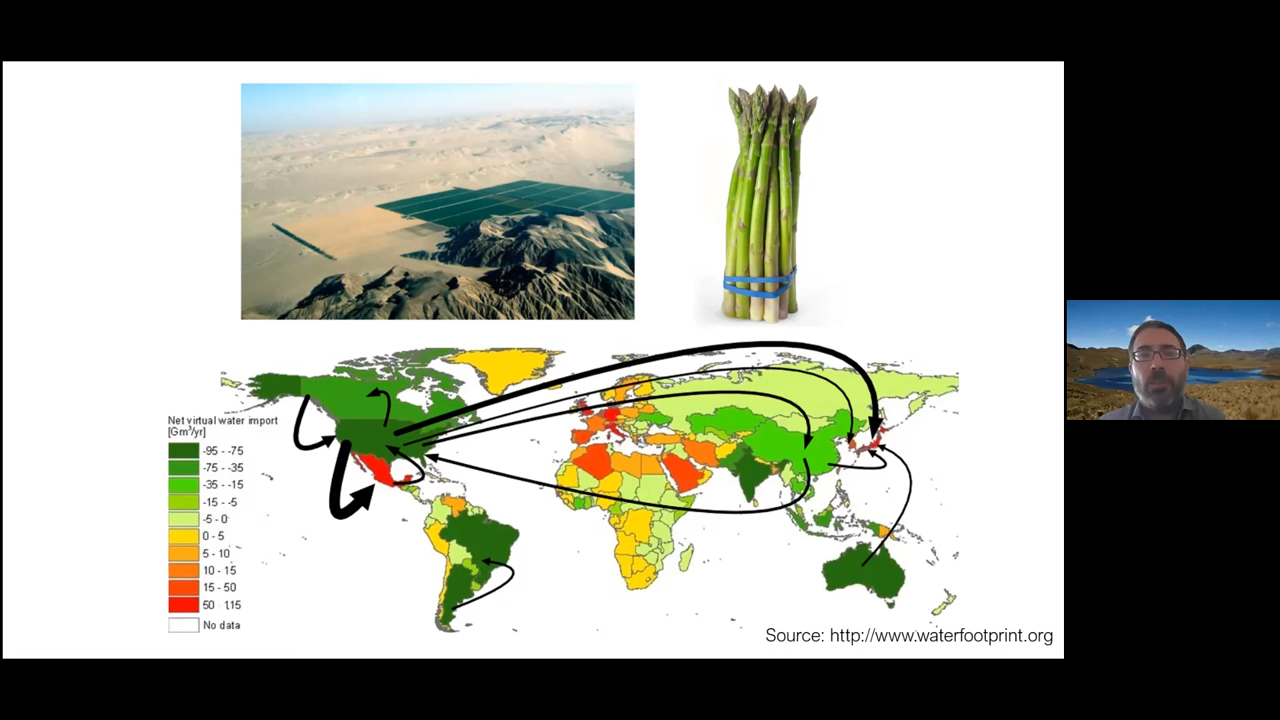 Net virtual water import
[Gm³/yr]
-95 - -75
-75 - -35
-35 - -15
-15 - -5
-5 - 0
0 - 5
5 - 10
10 - 15
15 - 50
50 - 115
No data
Source: http://www.waterfootprint.org